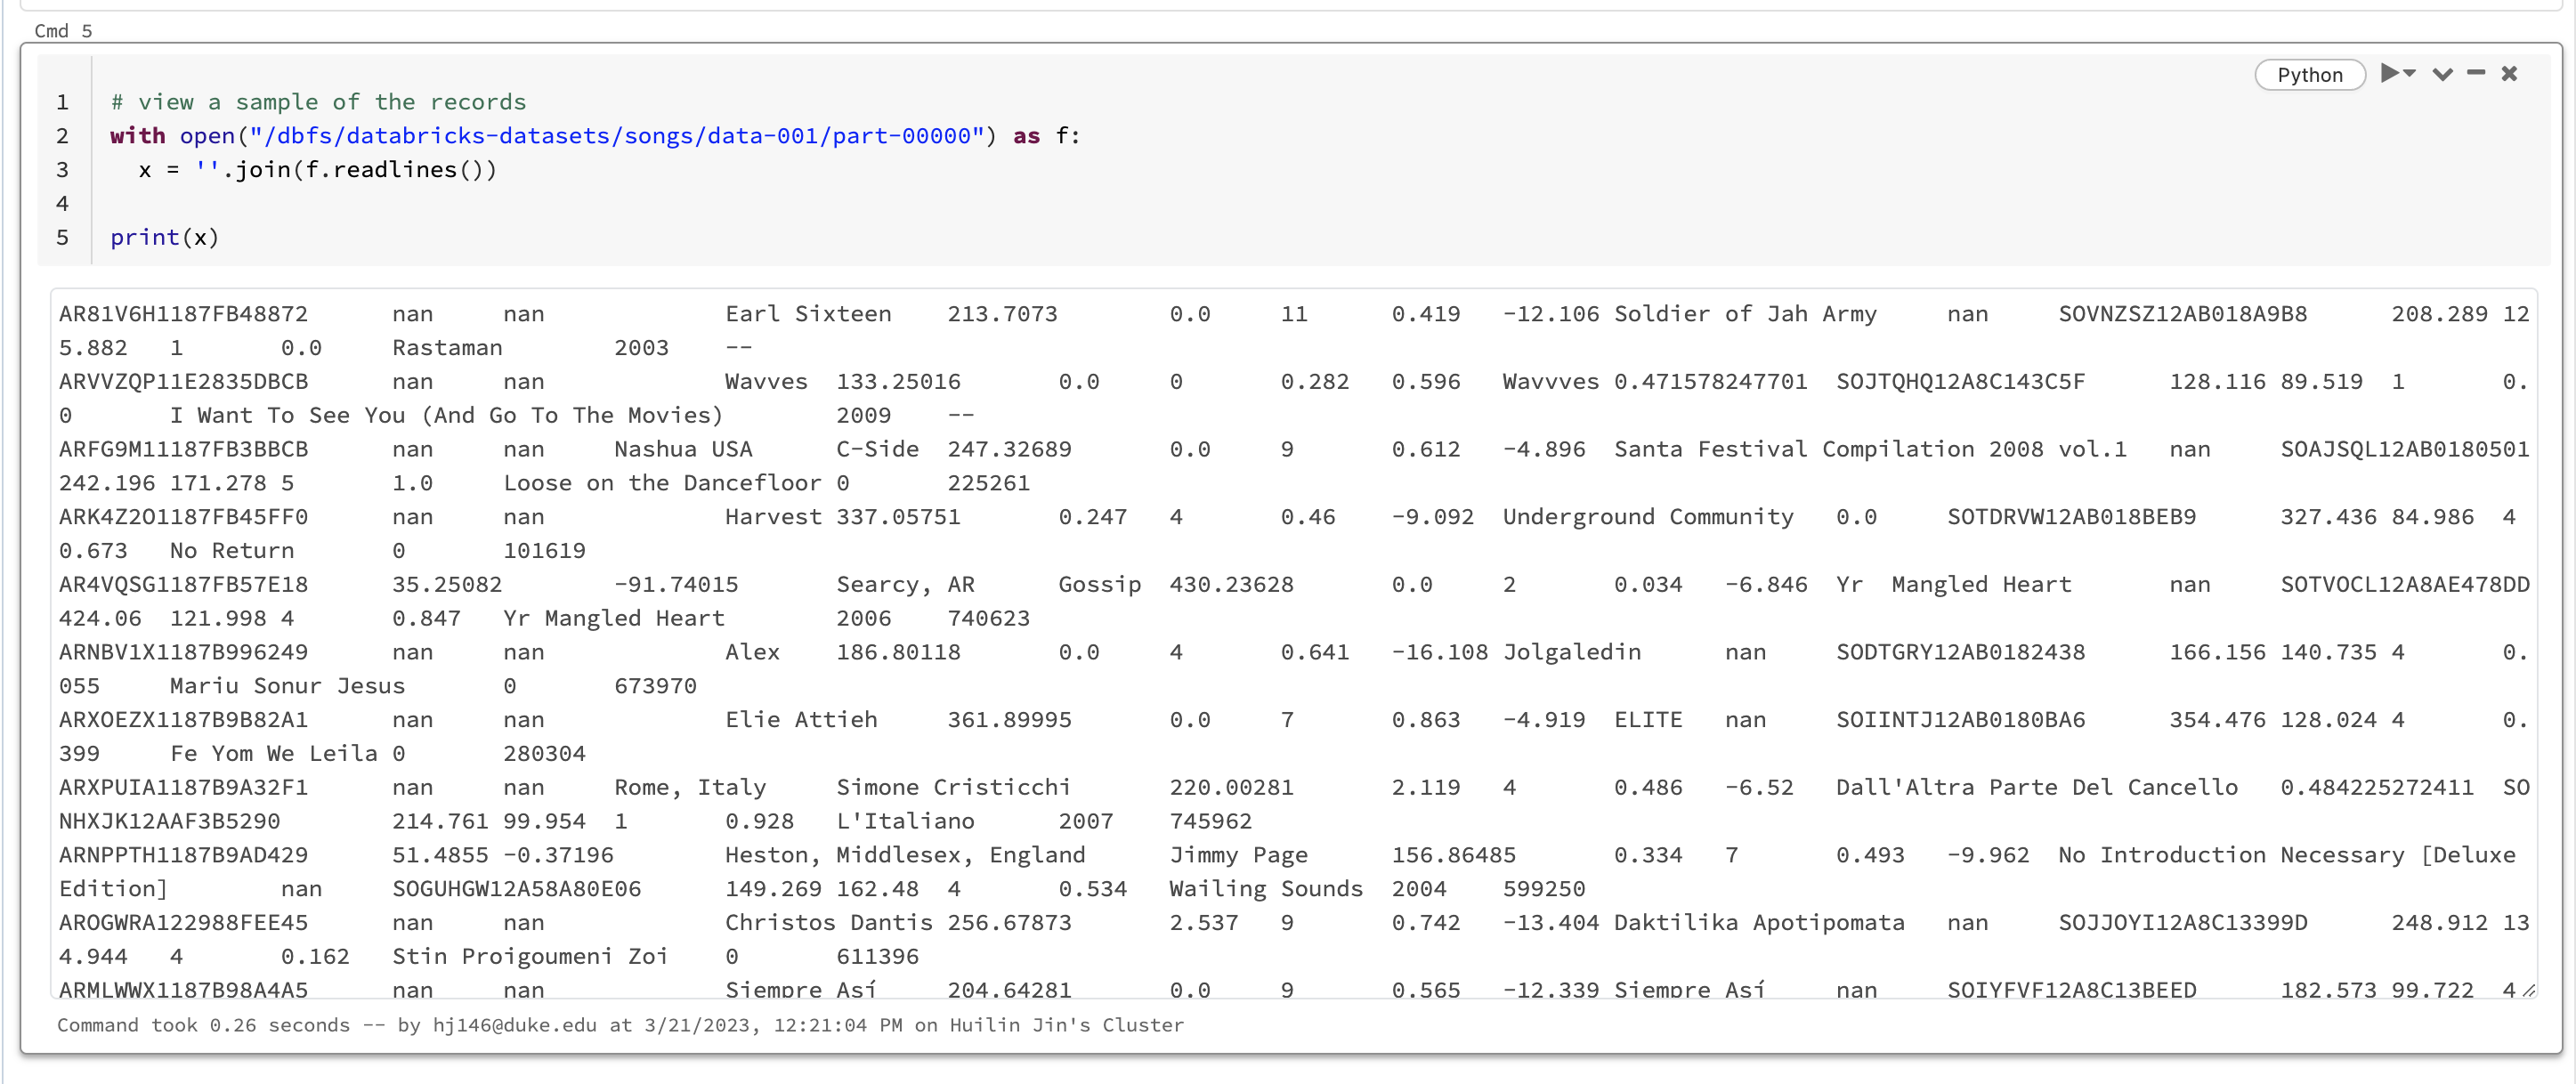 Cmd 5
Python
1 # view a sample of the records
2 with open("/dbfs/databricks-datasets/songs/data-001/part-00000") as f:
3   x = ''.join(f.readlines())
4
5 print(x)
AR81V6H1187FB48872 nan nan Earl Sixteen 213.7073 0.0 11 0.419 -12.106 Soldier of Jah Army nan SOVNZSZ12AB018A9B8 208.289 12
5.882 1 0.0 Rastaman 2003 --
ARVVZQP11E2835DBCB nan nan Wavves 133.25016 0.0 0 0.282 0.596 Wavvves 0.471578247701 SOJTQHQ12A8C143C5F 128.116 89.519 1 0.
0 I Want To See You (And Go To The Movies) 2009 --
ARFG9M11187FB3BBCB nan nan Nashua USA C-Side 247.32689 0.0 9 0.612 -4.896 Santa Festival Compilation 2008 vol.1 nan SOAJSQL12AB0180501
242.196 171.278 5 1.0 Loose on the Dancefloor 0 225261
ARK4Z2O1187FB45FF0 nan nan Harvest 337.05751 0.247 4 0.46 -9.092 Underground Community 0.0 SOTDRVW12AB018BEB9 327.436 84.986 4
0.673 No Return 0 101619
AR4VQSG1187FB57E18 35.25082 -91.74015 Searcy, AR Gossip 430.23628 0.0 2 0.034 -6.846 Yr  Mangled Heart nan SOTVOCL12A8AE478DD
424.06 121.998 4 0.847 Yr Mangled Heart 2006 740623
ARNBV1X1187B996249 nan nan Alex 186.80118 0.0 4 0.641 -16.108 Jolgaledin nan SODTGRY12AB0182438 166.156 140.735 4 0.
055 Mariu Sonur Jesus 0 673970
ARXOEZX1187B9B82A1 nan nan Elie Attieh 361.89995 0.0 7 0.863 -4.919 ELITE nan SOIINTJ12AB0180BA6 354.476 128.024 4 0.
399 Fe Yom We Leila 0 280304
ARXPUIA1187B9A32F1 nan nan Rome, Italy Simone Cristicchi 220.00281 2.119 4 0.486 -6.52 Dall'Altra Parte Del Cancello 0.484225272411 SO
NHXJK12AAF3B5290 214.761 99.954 1 0.928 L'Italiano 2007 745962
ARNPPTH1187B9AD429 51.4855 -0.37196 Heston, Middlesex, England Jimmy Page 156.86485 0.334 7 0.493 -9.962 No Introduction Necessary [Deluxe
Edition] nan SOGUHGW12A58A80E06 149.269 162.48 4 0.534 Wailing Sounds 2004 599250
AROGWRA122988FEE45 nan nan Christos Dantis 256.67873 2.537 9 0.742 -13.404 Daktilika Apotipomata nan SOJJOYI12A8C13399D 248.912 13
4.944 4 0.162 Stin Proigoumeni Zoi 0 611396
ARMLWWX1187B98A4A5 nan nan Siempre Así 204.64281 0.0 9 0.565 -12.339 Siempre Así nan SOIYFVF12A8C13BEED 182.573 99.722 4
Command took 0.26 seconds -- by hj146@duke.edu at 3/21/2023, 12:21:04 PM on Huilin Jin's Cluster